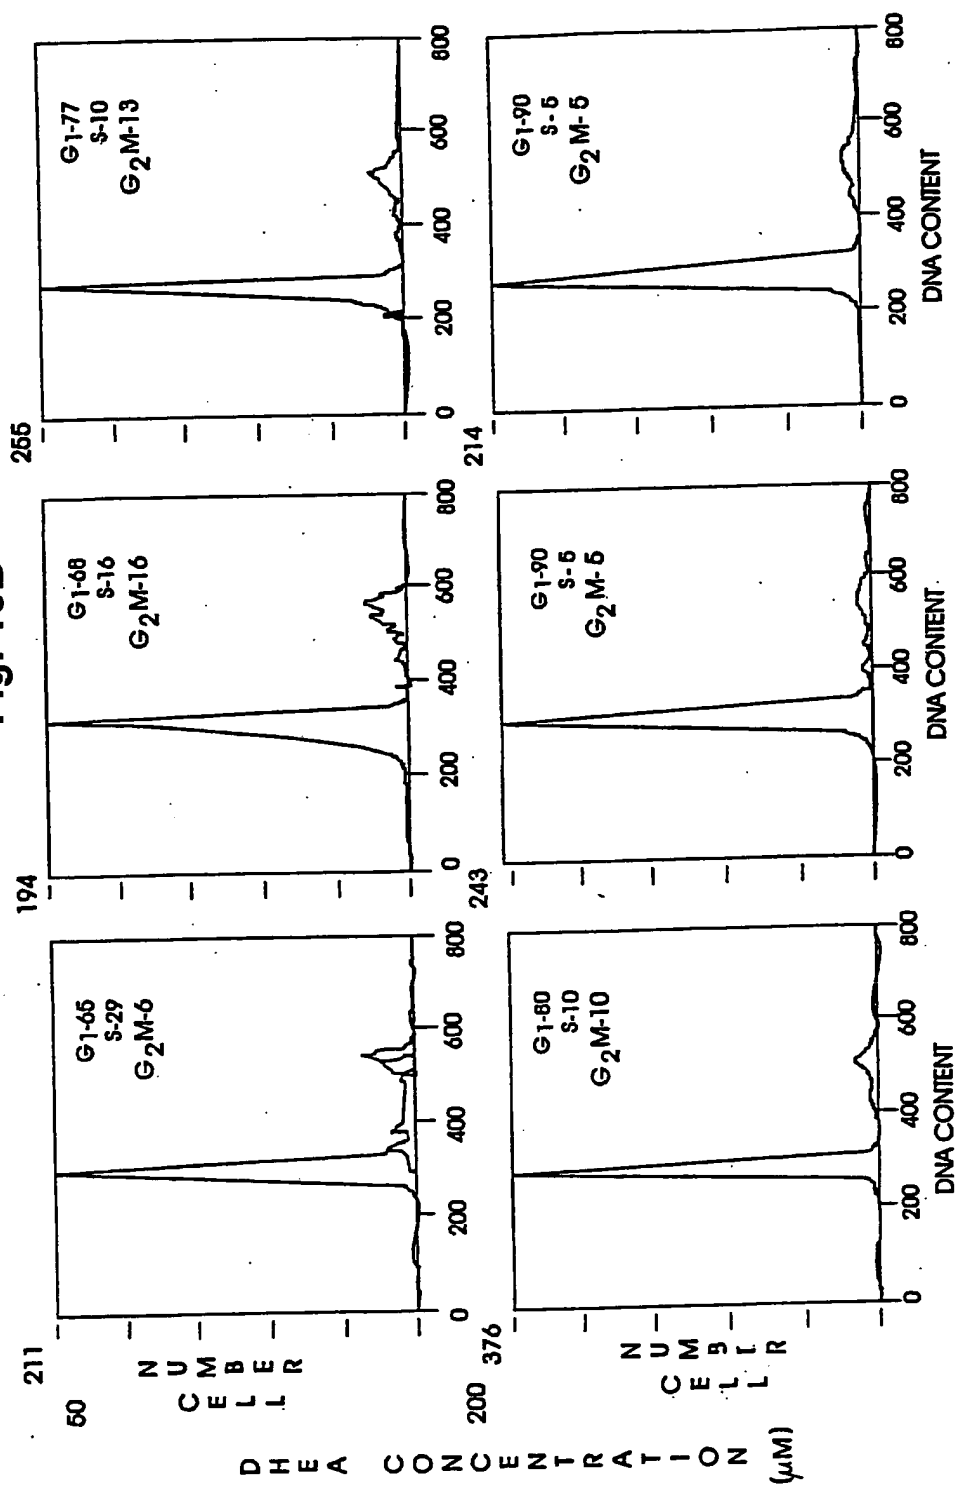 Fig.
DHEA CONCENTRATION
(µM)
50
CELL
NUMBER
211
G1-65
S-29
G2M-6
0 200 400 600 800
194
G1-68
S-16
G2M-16
0 200 400 600 800
255
G1-77
S-10
G2M-13
0 200 400 600 800
200
CELL
NUMBER
376
G1-80
S-10
G2M-10
0 200 400 600 800
DNA CONTENT
243
G1-90
S-5
G2M-5
0 200 400 600 800
DNA CONTENT
214
G1-90
S-5
G2M-5
0 200 400 600 800
DNA CONTENT